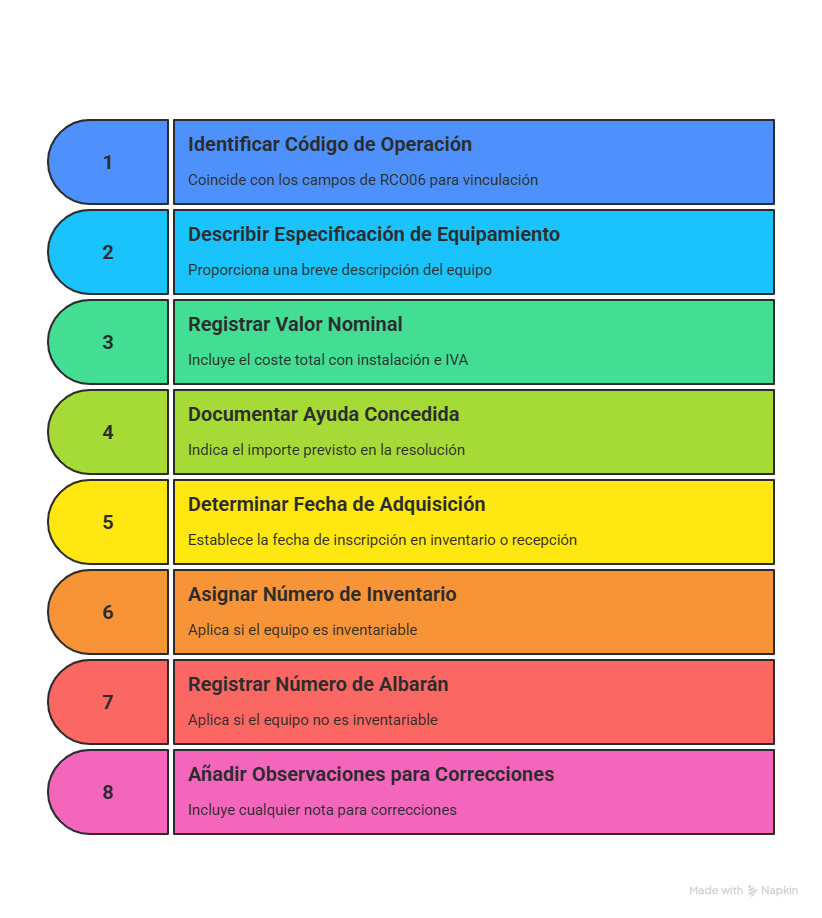 1
Identificar Código de Operación
Coincide con los campos de RCO06 para vinculación
2
Describir Especificación de Equipamiento
Proporciona una breve descripción del equipo
3
Registrar Valor Nominal
Incluye el coste total con instalación e IVA
4
Documentar Ayuda Concedida
Indica el importe previsto en la resolución
5
Determinar Fecha de Adquisición
Establece la fecha de inscripción en inventario o recepción
6
Asignar Número de Inventario
Aplica si el equipo es inventariable
7
Registrar Número de Albarán
Aplica si el equipo no es inventariable
8
Añadir Observaciones para Correcciones
Incluye cualquier nota para correcciones
Made with Napkin